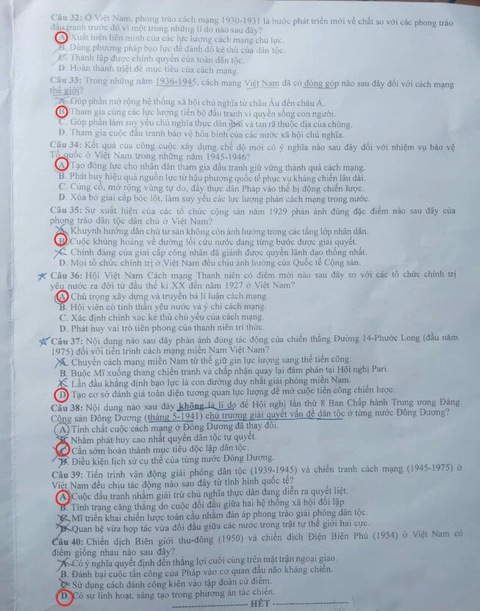 Câu 32: Ở Việt Nam, phong trào cách mạng 1930-1931 là bước phát triển mới về chất so với các phong trào
đấu tranh trước đó vì một trong những lí do nào sau đây?
A. Xuất hiện liên minh của các lực lượng cách mạng chủ lực.
B. Dùng phương pháp bạo lực để đánh đổ kẻ thù của dân tộc.
C. Thành lập được chính quyền của toàn dân tộc.
D. Hoàn thành triệt để mục tiêu của cách mạng.
Câu 33: Trong những năm 1936-1945, cách mạng Việt Nam đã có đóng góp nào sau đây đối với cách mạng
thế giới?
A. Góp phần mở rộng hệ thống xã hội chủ nghĩa từ châu Âu đến châu Á.
B. Tham gia cùng các lực lượng tiến bộ đấu tranh vì quyền sống con người.
C. Góp phần làm suy yếu chủ nghĩa thực dân mới và tan rã thuộc địa của chúng.
D. Tham gia cuộc đấu tranh bảo vệ hòa bình của các nước xã hội chủ nghĩa.
Câu 34: Kết quả của công cuộc xây dựng chế độ mới có ý nghĩa nào sau đây đối với nhiệm vụ bảo vệ
Tổ quốc ở Việt Nam trong những năm 1945-1946?
A. Tạo động lực cho nhân dân tham gia đấu tranh giữ vững thành quả cách mạng.
B. Phát huy hiệu quả nguồn lực từ hậu phương quốc tế phục vụ kháng chiến lâu dài.
C. Củng cố, mở rộng vùng tự do, đẩy thực dân Pháp vào thế bị động chiến lược.
D. Xóa bỏ giai cấp bóc lột, làm suy yếu các lực lượng phản cách mạng trong nước.
Câu 35: Sự xuất hiện của các tổ chức cộng sản năm 1929 phản ánh đúng đặc điểm nào sau đây của
phong trào dân tộc dân chủ ở Việt Nam?
A. Khuynh hướng dân chủ tư sản không còn ảnh hưởng trong các tầng lớp nhân dân.
B. Cuộc khủng hoảng về đường lối cứu nước đang từng bước được giải quyết.
C. Chính đảng của giai cấp công nhân đã giành được quyền lãnh đạo thống nhất.
D. Mọi tổ chức chính trị ở Việt Nam đều chịu ảnh hưởng của Quốc tế Cộng sản.
Câu 36: Hội Việt Nam Cách mạng Thanh niên có điểm mới nào sau đây so với các tổ chức chính trị
yêu nước ra đời từ đầu thế kỉ XX đến năm 1927 ở Việt Nam?
A. Chú trọng xây dựng và truyền bá lí luận cách mạng.
B. Hội viên có tinh thần yêu nước và ý chí cách mạng.
C. Xác định chính xác kẻ thù chủ yếu của cách mạng.
D. Phát huy vai trò tiên phong của thanh niên trí thức.
Câu 37: Nội dung nào sau đây phản ánh đúng tác động của chiến thắng Đường 14-Phước Long (đầu năm
1975) đối với tiến trình cách mạng miền Nam Việt Nam?
A. Chuyển cách mạng miền Nam từ thế giữ gìn lực lượng sang thế tiến công.
B. Buộc Mĩ xuống thang chiến tranh và chấp nhận quay lại đàm phán tại Hội nghị Pari.
C. Lần đầu khẳng định bạo lực là con đường duy nhất giải phóng miền Nam.
D. Tạo cơ sở đánh giá toàn diện tương quan lực lượng để mở cuộc tiến công chiến lược.
Câu 38: Nội dung nào sau đây không là lí do để Hội nghị lần thứ 8 Ban Chấp hành Trung ương Đảng
Cộng sản Đông Dương (tháng 5-1941) chủ trương giải quyết vấn đề dân tộc ở từng nước Đông Dương?
A. Tính chất cuộc cách mạng ở Đông Dương đã thay đổi.
B. Nhằm phát huy cao nhất quyền dân tộc tự quyết.
C. Cần sớm hoàn thành mục tiêu độc lập dân tộc.
D. Điều kiện lịch sử cụ thể của từng nước Đông Dương.
Câu 39: Tiến trình vận động giải phóng dân tộc (1939-1945) và chiến tranh cách mạng (1945-1975) ở
Việt Nam đều chịu tác động nào sau đây từ tình hình quốc tế?
A. Cuộc đấu tranh nhằm giải trừ chủ nghĩa thực dân đang diễn ra quyết liệt.
B. Tình trạng căng thẳng do cuộc đối đầu giữa hai hệ thống xã hội đối lập.
C. Mĩ triển khai chiến lược toàn cầu nhằm đàn áp phong trào giải phóng dân tộc.
D. Quan hệ vừa hợp tác vừa đối đầu giữa các nước trong trật tự thế giới hai cực.
Câu 40: Chiến dịch Biên giới thu-đông (1950) và chiến dịch Điện Biên Phủ (1954) ở Việt Nam có
điểm giống nhau nào sau đây?
A. Có ý nghĩa quyết định đến thắng lợi cuối cùng trên mặt trận ngoại giao.
B. Đánh bại cuộc tấn công của Pháp vào cơ quan đầu não kháng chiến.
C. Sử dụng cách đánh công kiên vào tập đoàn cứ điểm.
D. Có sự linh hoạt, sáng tạo trong phương án tác chiến.
HẾT